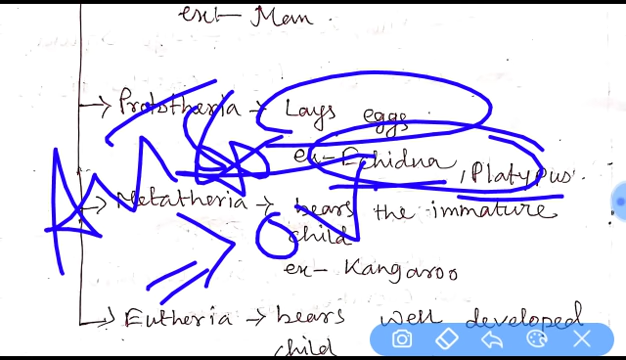 ex:- Man
→ Prototheria → Lays eggs
ex- Echidna, Platypus.
→ Metatheria → bears the immature
child
ex- Kangaroo
→ Eutheria → bears well developed
child